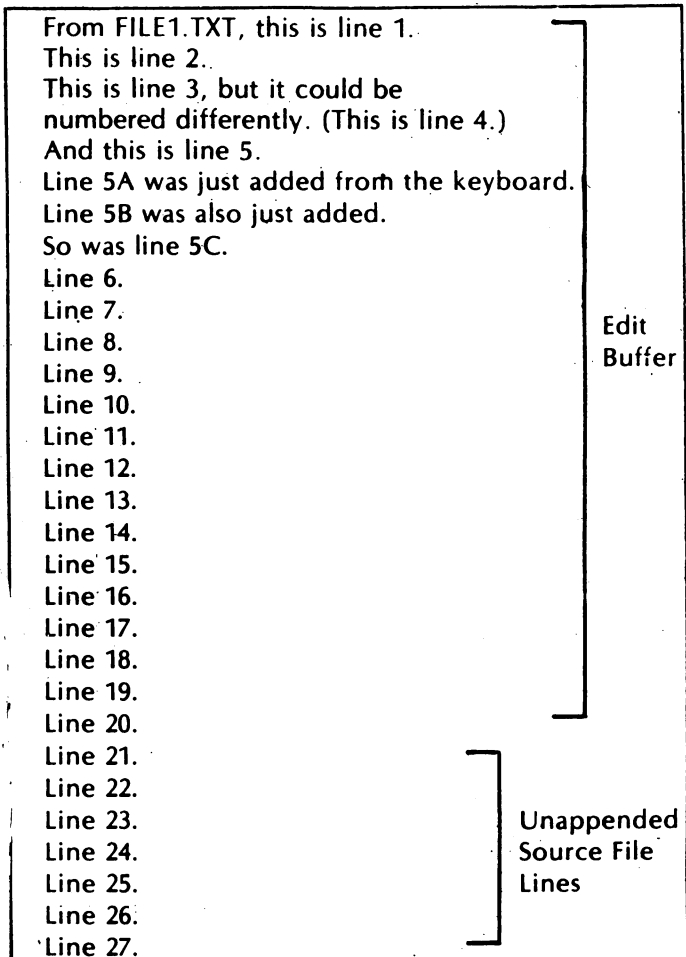 From FILE1.TXT, this is line 1.
This is line 2.
This is line 3, but it could be
numbered differently. (This is line 4.)
And this is line 5.
Line 5A was just added from the keyboard.
Line 5B was also just added.
So was line 5C.
Line 6.
Line 7.
Line 8.
Line 9.
Line 10.
Line 11.
Line 12.
Line 13.
Line 14.
Line 15.
Line 16.
Line 17.
Line 18.
Line 19.
Line 20.
Edit
Buffer
Line 21.
Line 22.
Line 23.
Line 24.
Line 25.
Line 26.
Line 27.
Unappended
Source File
Lines